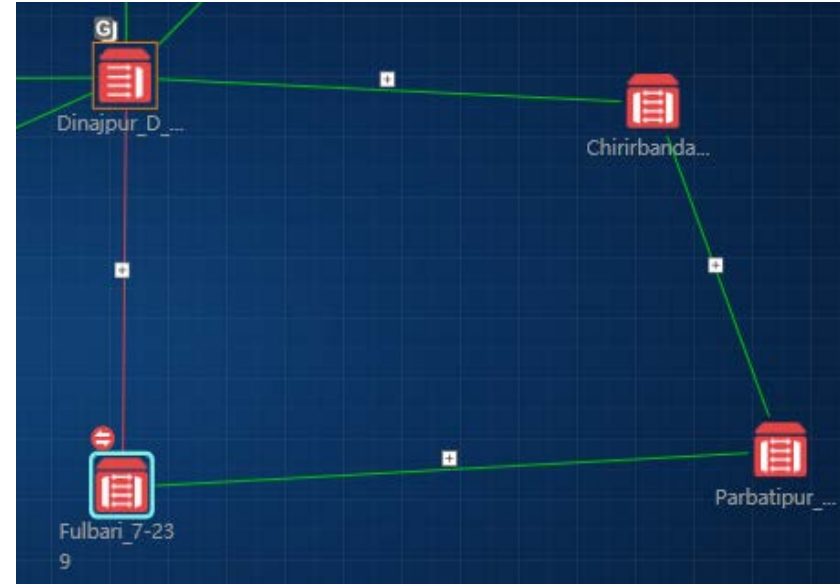 G
Dinajpur_D_...
Chirirbanda...
Parbatipur_...
Fulbari_7-23
9